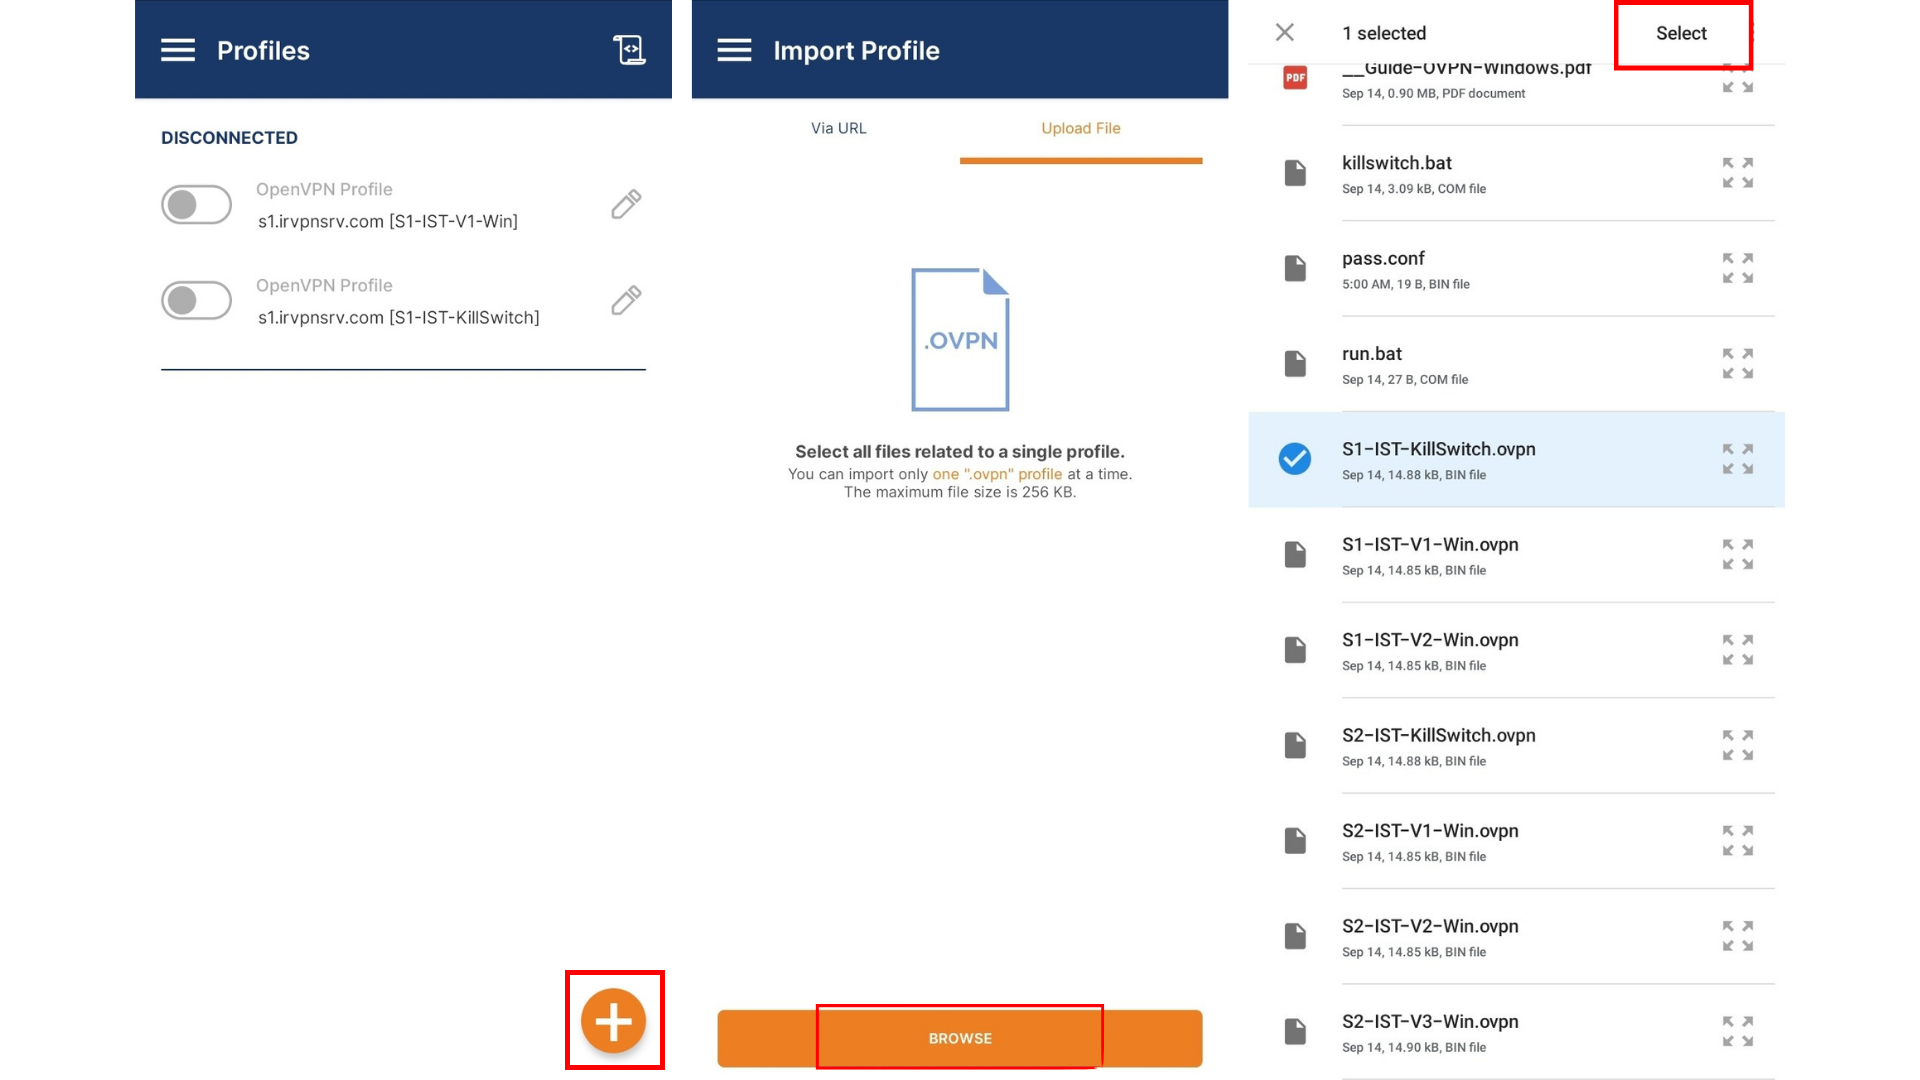 Profiles
DISCONNECTED
OpenVPN Profile
s1.irvpnsrv.com [S1-IST-V1-Win]
OpenVPN Profile
s1.irvpnsrv.com [S1-IST-KillSwitch]
Import Profile
Via URL
Upload File
.OVPN
Select all files related to a single profile.
You can import only one ".ovpn" profile at a time.
The maximum file size is 256 KB.
BROWSE
1 selected
Select
PDF
__Guide-OVPN-Windows.pdf
Sep 14, 0.90 MB, PDF document
killswitch.bat
Sep 14, 3.09 kB, COM file
pass.conf
5:00 AM, 19 B, BIN file
run.bat
Sep 14, 27 B, COM file
S1-IST-KillSwitch.ovpn
Sep 14, 14.88 kB, BIN file
S1-IST-V1-Win.ovpn
Sep 14, 14.85 kB, BIN file
S1-IST-V2-Win.ovpn
Sep 14, 14.85 kB, BIN file
S2-IST-KillSwitch.ovpn
Sep 14, 14.88 kB, BIN file
S2-IST-V1-Win.ovpn
Sep 14, 14.85 kB, BIN file
S2-IST-V2-Win.ovpn
Sep 14, 14.85 kB, BIN file
S2-IST-V3-Win.ovpn
Sep 14, 14.90 kB, BIN file